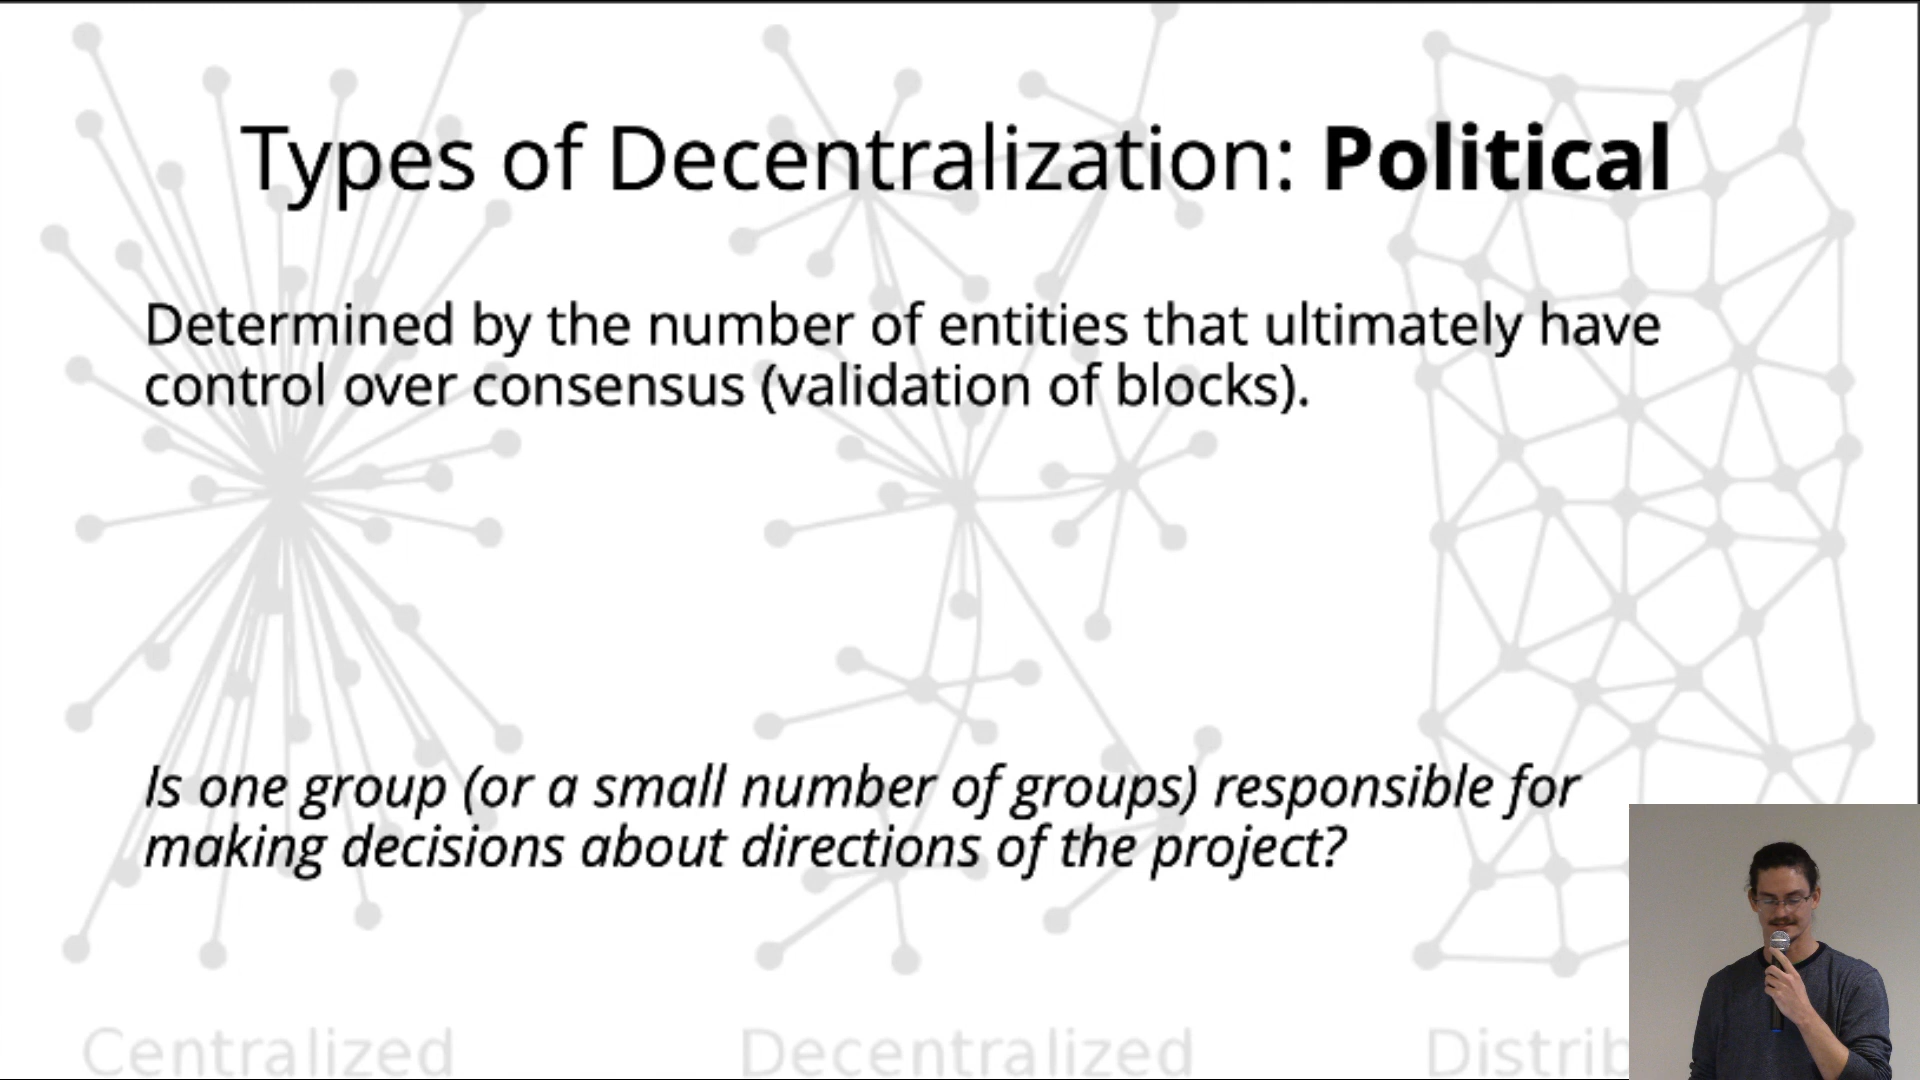 Types of Decentralization: Political
Determined by the number of entities that ultimately have
control over consensus (validation of blocks).
Is one group (or a small number of groups) responsible for
making decisions about directions of the project?
Centralized
Decentralized